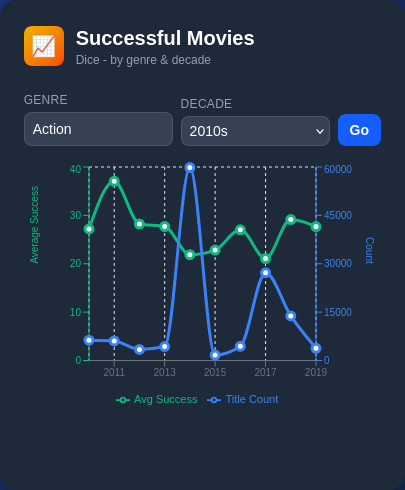 Successful Movies
Dice - by genre & decade
GENRE
DECADE
Action
2010s
Go
Average Success
40
30
20
10
0
60000
45000
30000
15000
0
Count
2011
2013
2015
2017
2019
Avg Success
Title Count